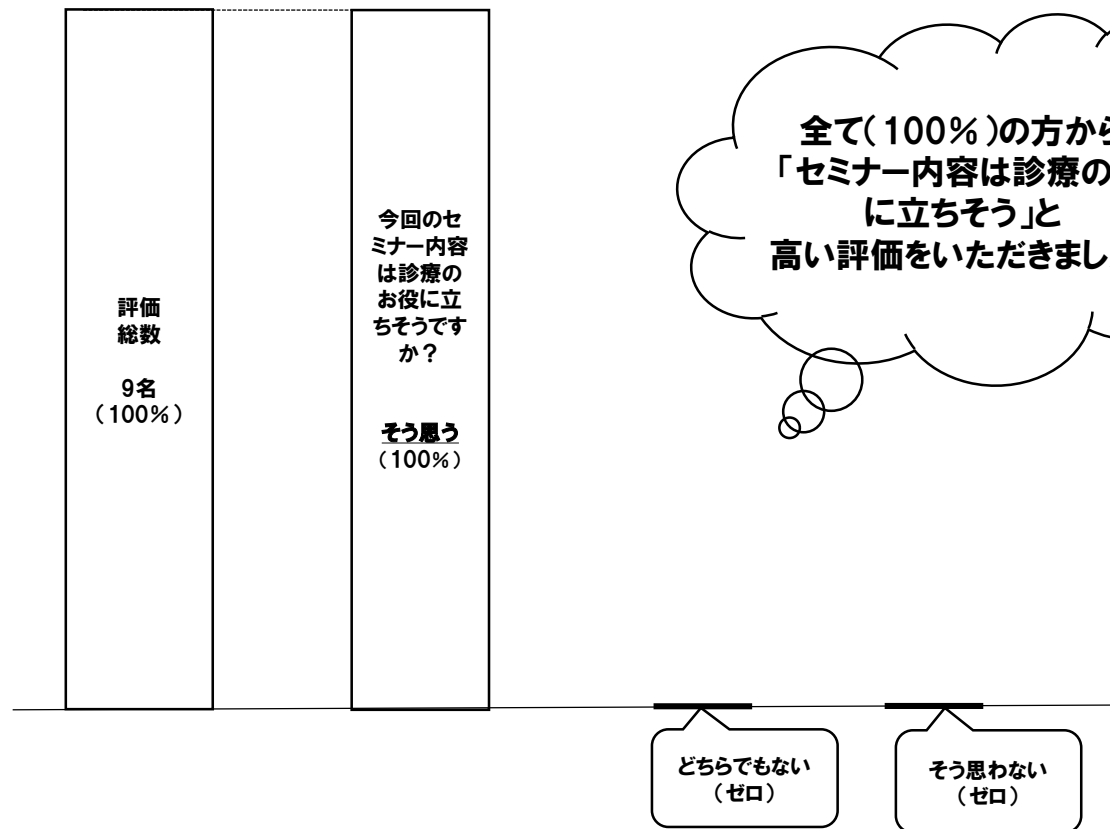 評価
総数
9名
（100％）
今回のセ
ミナー内容
は診療の
お役に立
ちそうです
か？
そう思う
（100％）
全て（100％）の方から
「セミナー内容は診療の
に立ちそう」と
高い評価をいただきまし
どちらでもない
（ゼロ）
そう思わない
（ゼロ）